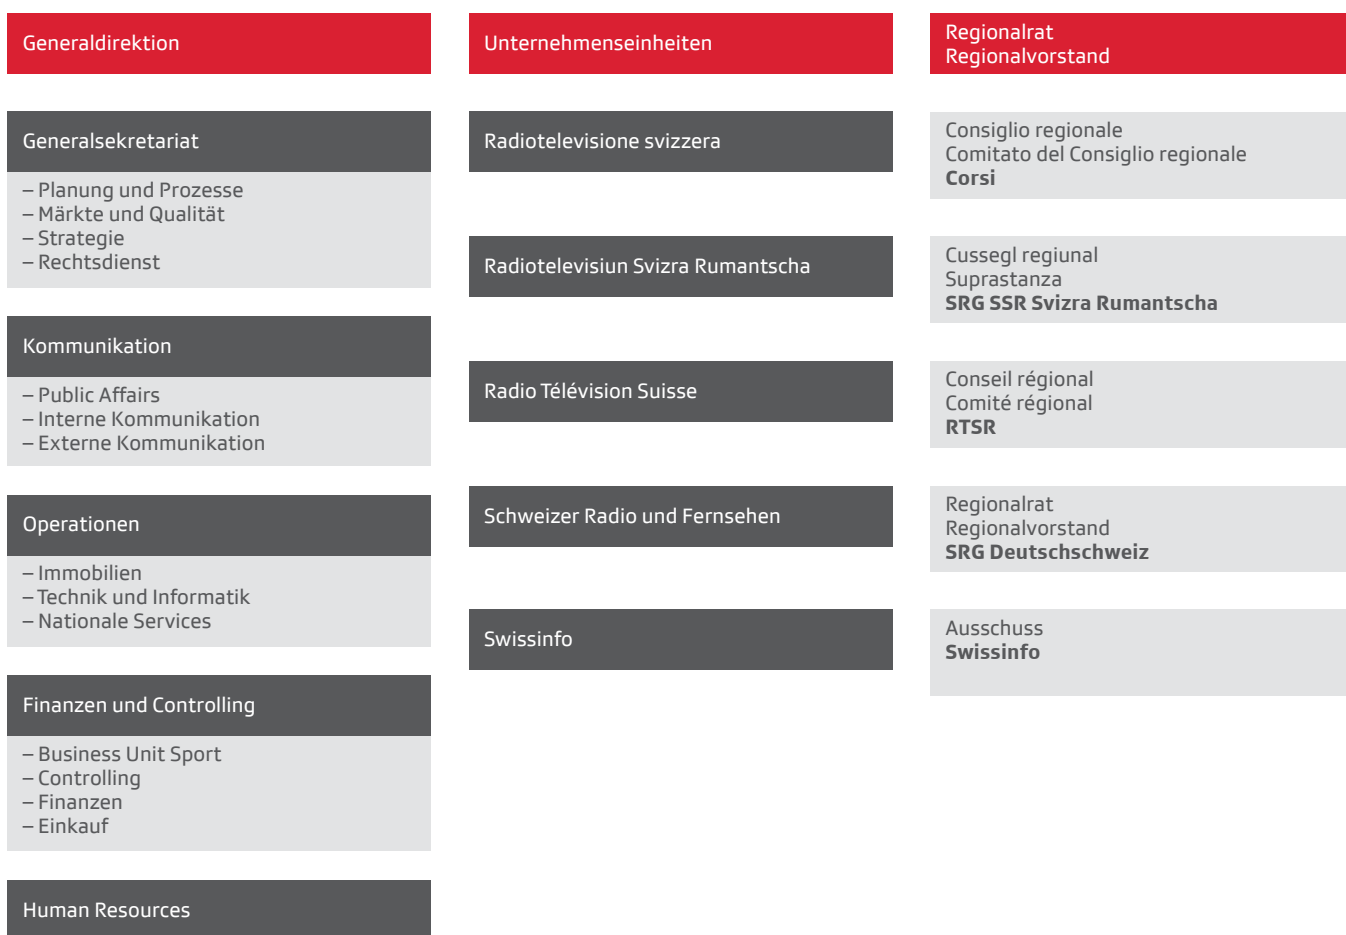 Generaldirektion
Generalsekretariat
– Planung und Prozesse
– Märkte und Qualität
– Strategie
– Rechtsdienst
Kommunikation
– Public Affairs
– Interne Kommunikation
– Externe Kommunikation
Operationen
– Immobilien
– Technik und Informatik
– Nationale Services
Finanzen und Controlling
– Business Unit Sport
– Controlling
– Finanzen
– Einkauf
Human Resources
Unternehmenseinheiten
Radiotelevisione svizzera
Radiotelevisiun Svizra Rumantscha
Radio Télévision Suisse
Schweizer Radio und Fernsehen
Swissinfo
Regionalrat
Regionalvorstand
Consiglio regionale
Comitato del Consiglio regionale
Corsi
Cussegl regiunal
Suprastanza
SRG SSR Svizra Rumantscha
Conseil régional
Comité régional
RTSR
Regionalrat
Regionalvorstand
SRG Deutschschweiz
Ausschuss
Swissinfo